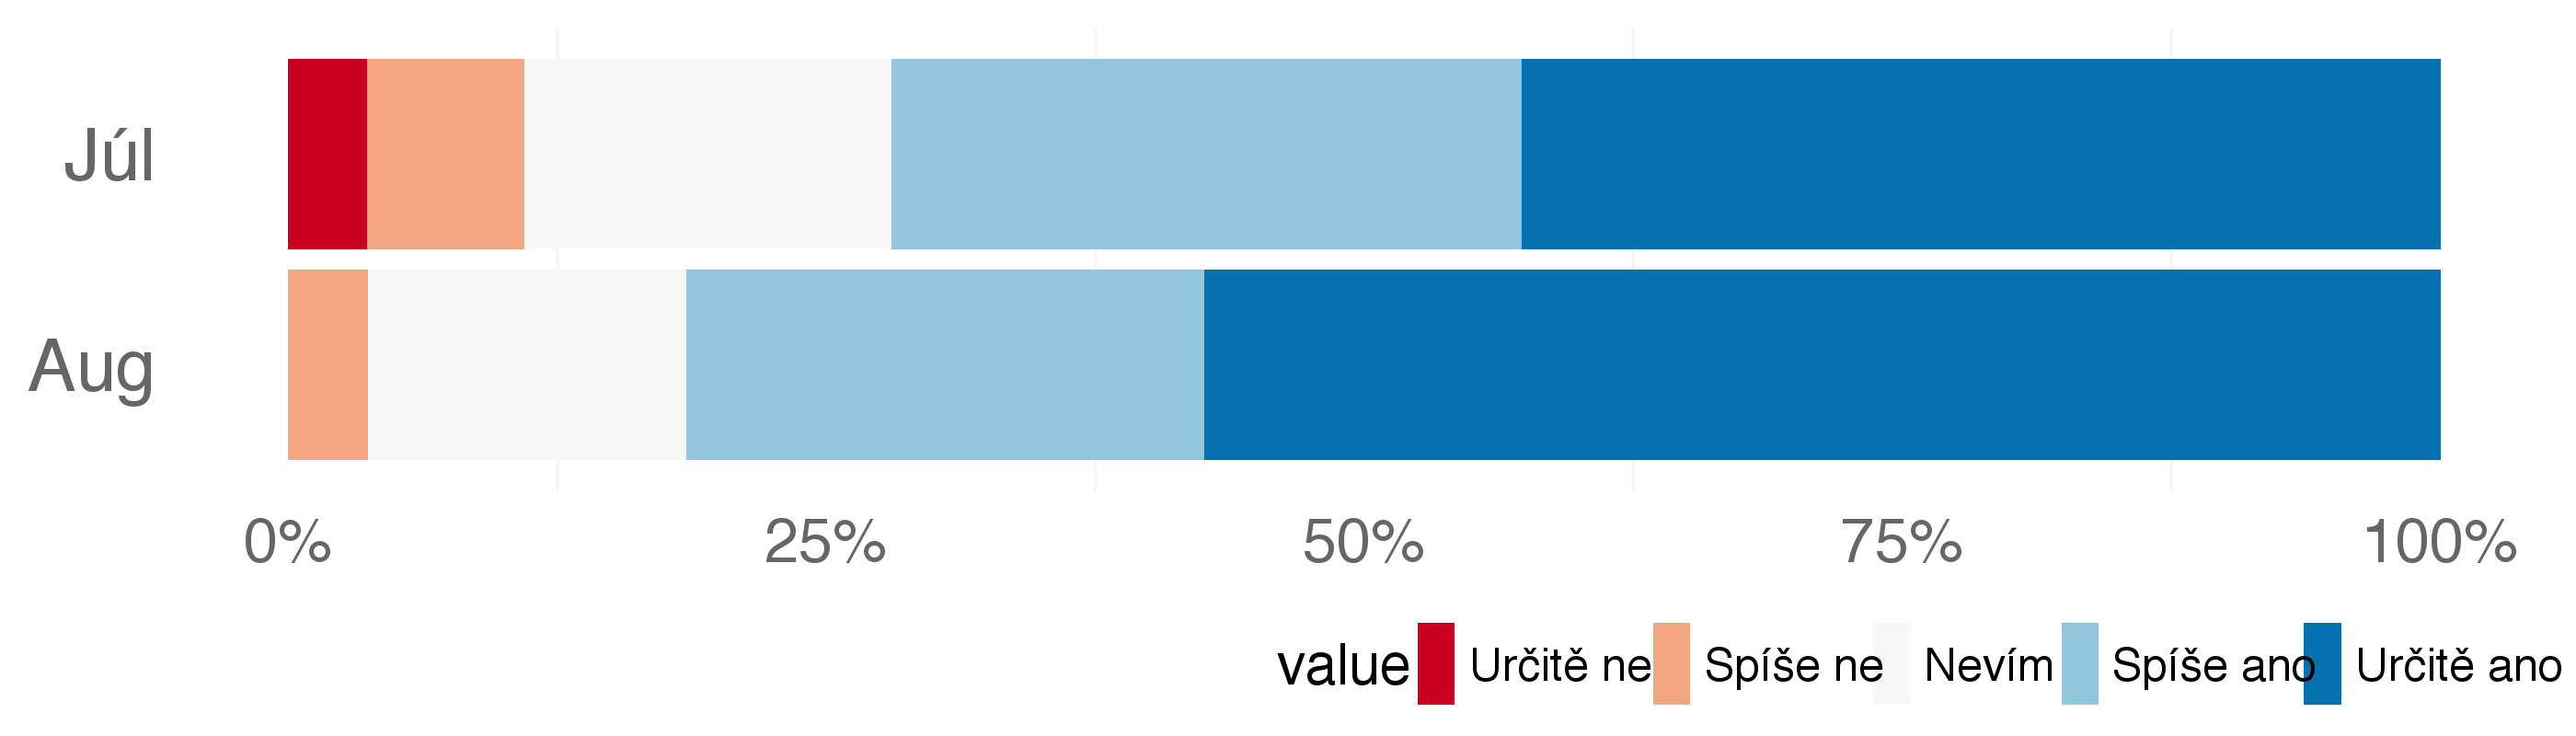 Júl
Aug
0% 25% 50% 75% 100%
value Určitě ne Spíše ne Nevím Spíše ano Určitě ano